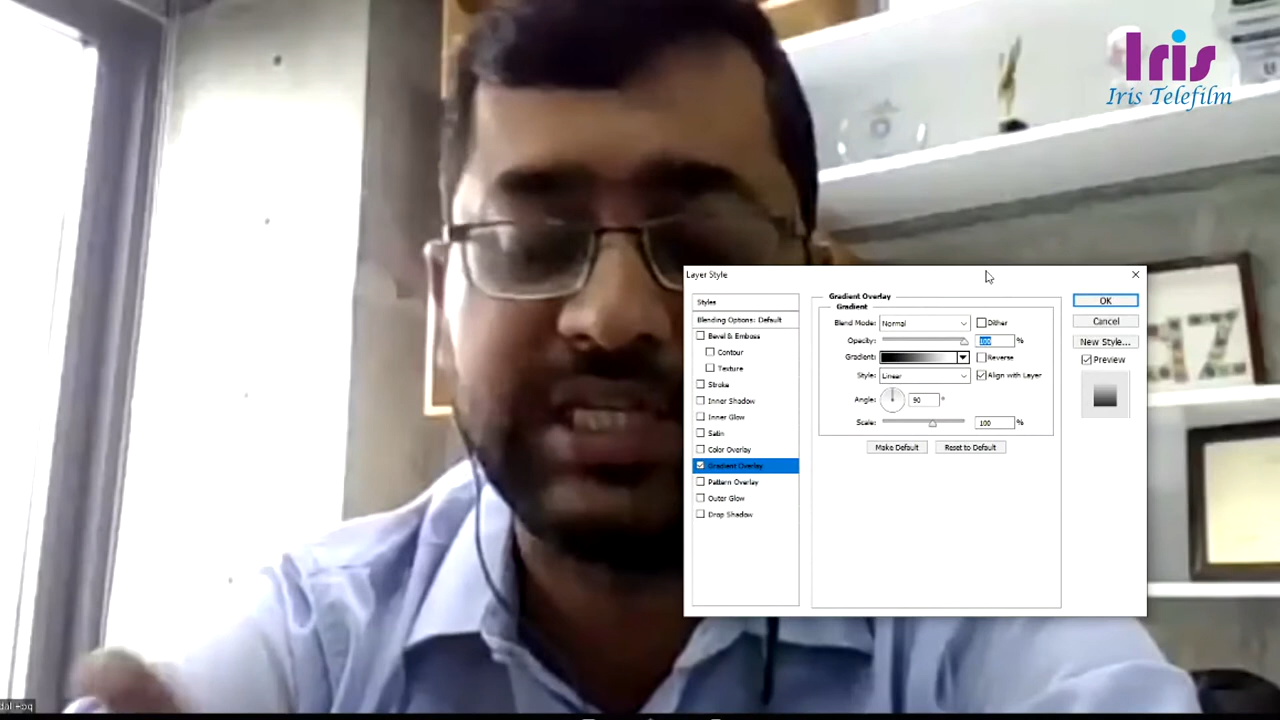 Iris
Iris Telefilm
Layer Style
Styles
Blending Options: Default
Bevel & Emboss
Contour
Texture
Stroke
Inner Shadow
Inner Glow
Satin
Color Overlay
Gradient Overlay
Pattern Overlay
Outer Glow
Drop Shadow
Gradient Overlay
Gradient
Blend Mode: Normal Dither
Opacity: 100 %
Gradient: Reverse
Style: Linear Align with Layer
Angle: 90 °
Scale: 100 %
Make Default Reset to Default
OK
Cancel
New Style...
Preview